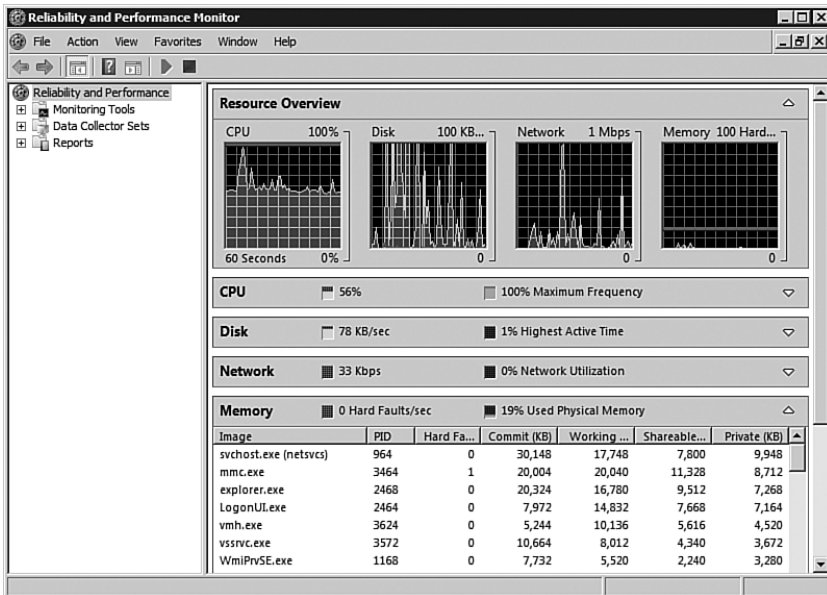 Reliability and Performance Monitor
File Action View Favorites Window Help
Reliability and Performance
Monitoring Tools
Data Collector Sets
Reports
Resource Overview
CPU 100% Disk 100 KB... Network 1 Mbps Memory 100 Hard...
60 Seconds 0% 0 0 0
CPU 56% 100% Maximum Frequency
Disk 78 KB/sec 1% Highest Active Time
Network 33 Kbps 0% Network Utilization
Memory 0 Hard Faults/sec 19% Used Physical Memory
Image PID Hard Fa... Commit (KB) Working ... Shareable... Private (KB)
svchost.exe (netsvcs) 964 0 30,148 17,748 7,800 9,948
mmc.exe 3464 1 20,004 20,040 11,328 8,712
explorer.exe 2468 0 20,324 16,780 9,512 7,268
LogonUI.exe 2464 0 7,972 14,832 7,668 7,164
vmh.exe 3624 0 5,244 10,136 5,616 4,520
vssrvc.exe 3572 0 10,664 8,012 4,340 3,672
WmiPrvSE.exe 1168 0 7,732 5,520 2,240 3,280